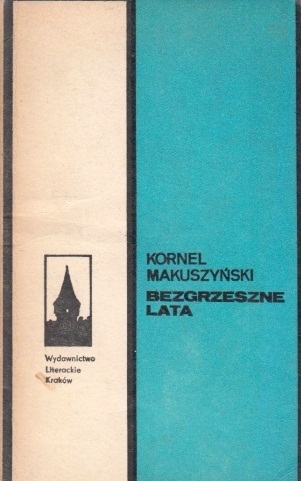 KORNEL
MAKUSZYŃSKI
BEZGRZESZNE
LATA
Wydawnictwo
Literackie
Kraków